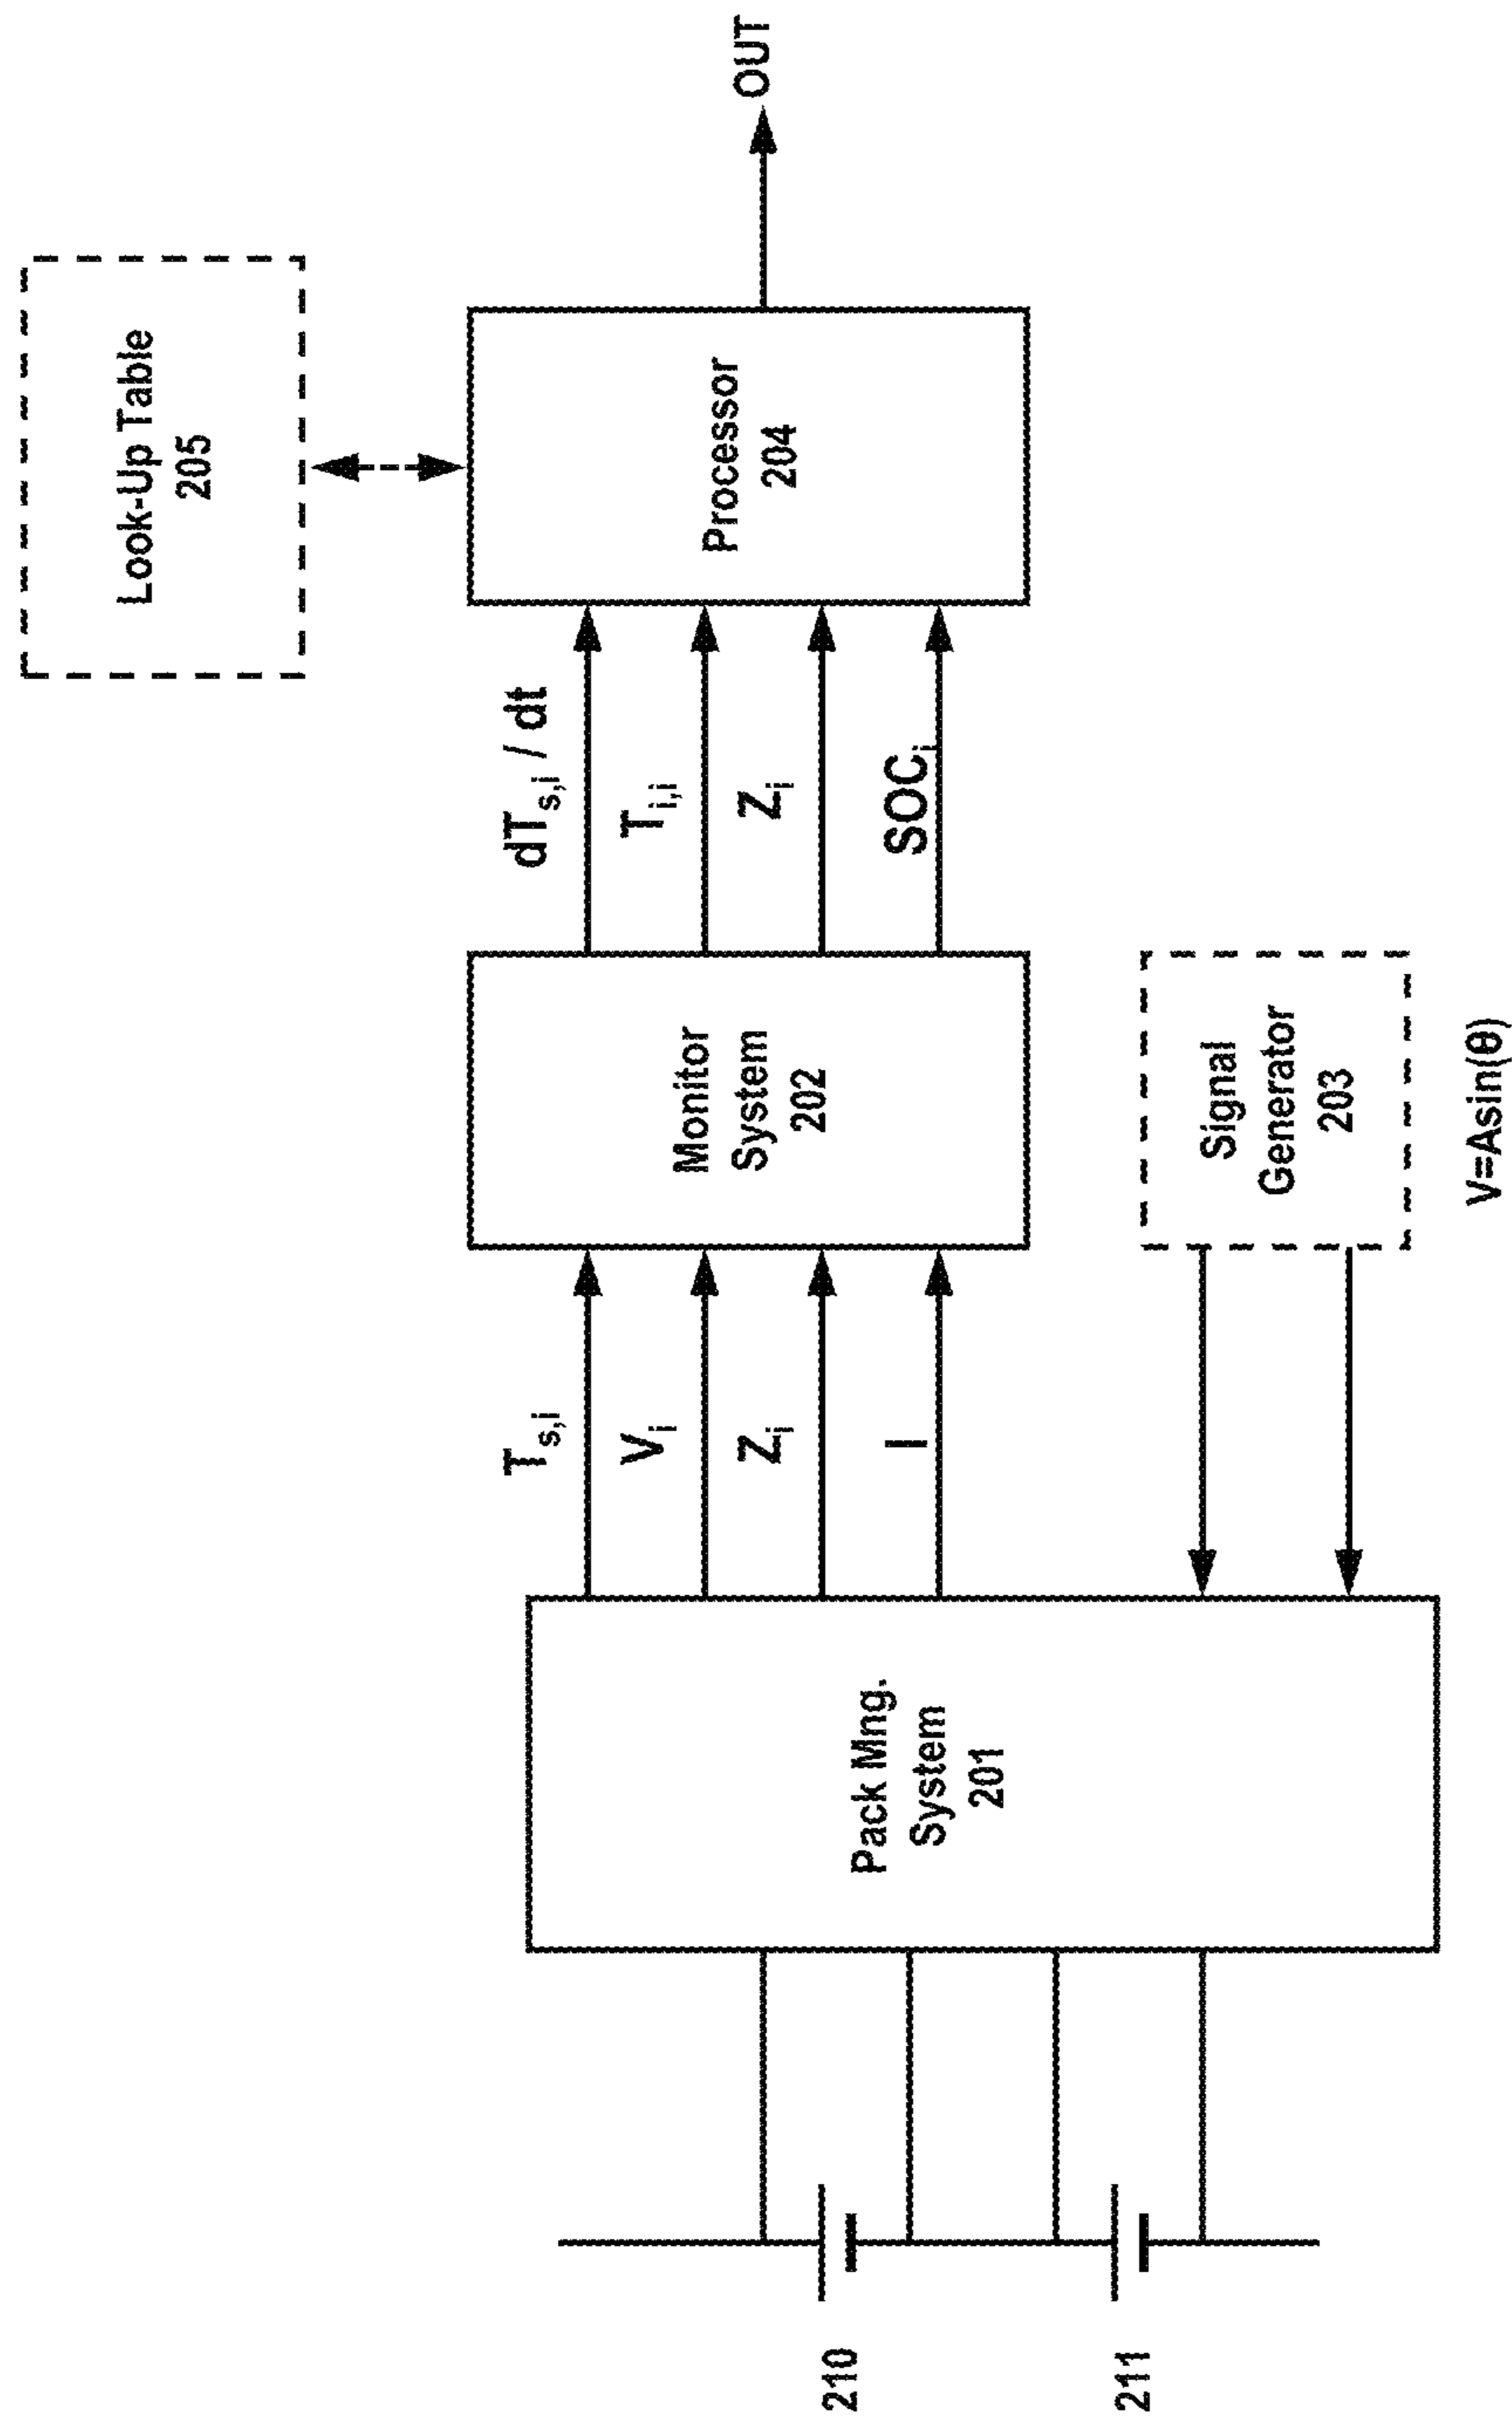 Look-Up Table
205
OUT
Processor
204
dTs,i / dt
Ti,i
Zi
SOCi
Monitor
System
202
Signal
Generator
203
V=Asin(θ)
Ts,i
Vi
Zi
I
Pack Mng.
System
201
210
211